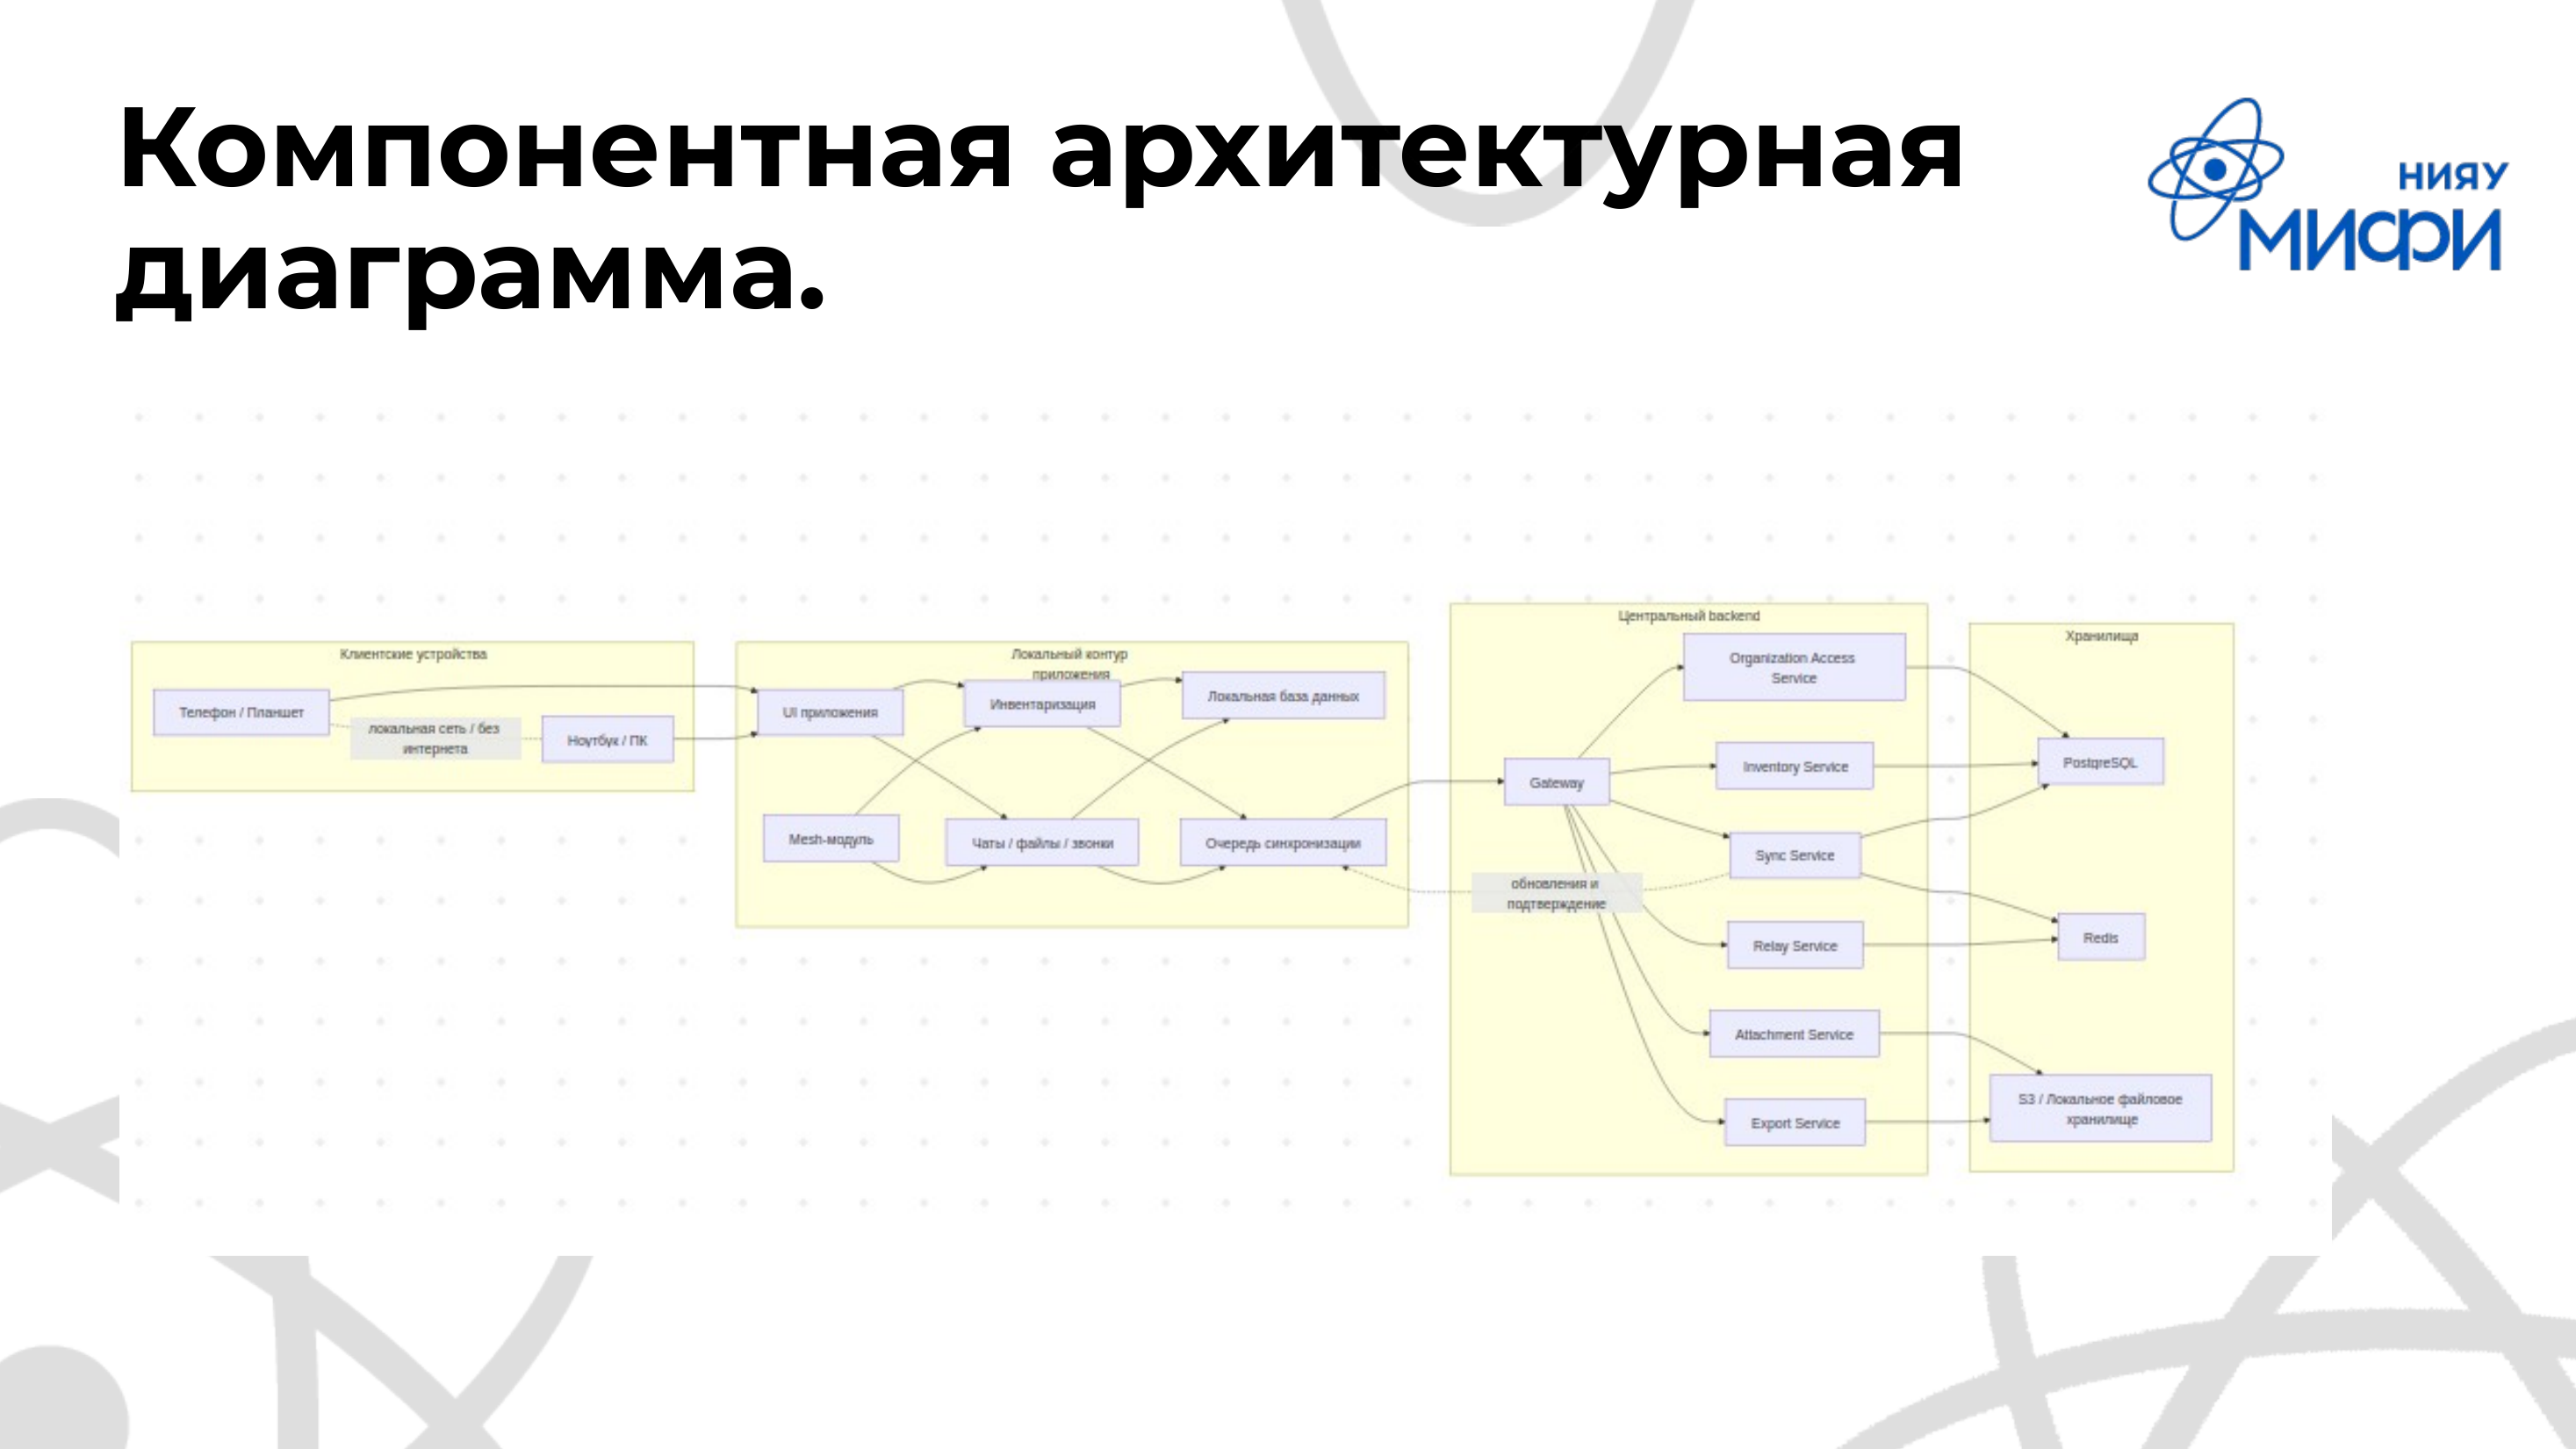 Компонентная архитектурная
диаграмма.
НИЯУ
МИФИ
Клиентские устройства
Телефон / Планшет
локальная сеть / без
интернета
Ноутбук / ПК
Локальный контур
приложения
UI приложения
Инвентаризация
Локальная база данных
Mesh-модуль
Чаты / файлы / звонки
Очередь синхронизации
Центральный backend
Organization Access
Service
Gateway
Inventory Service
Sync Service
обновления и
подтверждение
Relay Service
Attachment Service
Export Service
Хранилища
PostgreSQL
Redis
S3 / Локальное файловое
хранилище